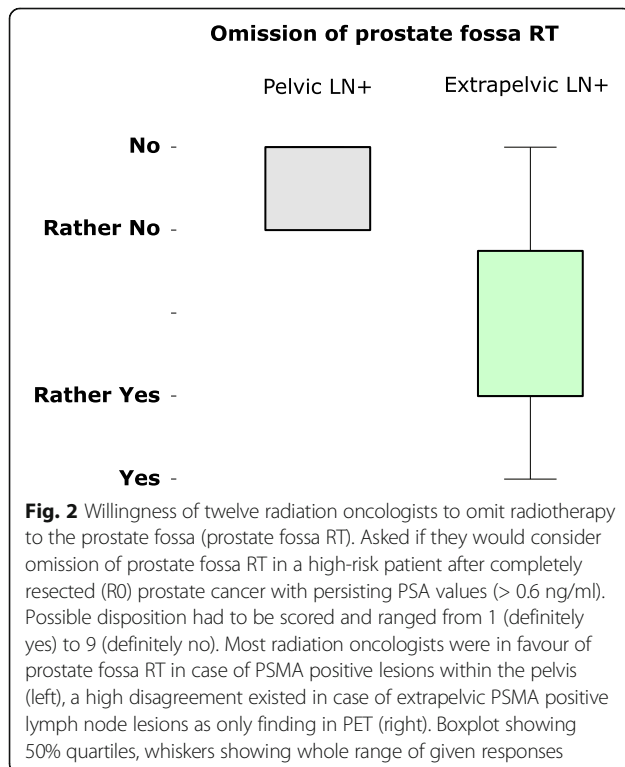 Omission of prostate fossa RT
Pelvic LN+ Extrapelvic LN+
No -
Rather No -
-
Rather Yes -
Yes -
Fig. 2 Willingness of twelve radiation oncologists to omit radiotherapy
to the prostate fossa (prostate fossa RT). Asked if they would consider
omission of prostate fossa RT in a high-risk patient after completely
resected (R0) prostate cancer with persisting PSA values (> 0.6 ng/ml).
Possible disposition had to be scored and ranged from 1 (definitely
yes) to 9 (definitely no). Most radiation oncologists were in favour of
prostate fossa RT in case of PSMA positive lesions within the pelvis
(left), a high disagreement existed in case of extrapelvic PSMA positive
lymph node lesions as only finding in PET (right). Boxplot showing
50% quartiles, whiskers showing whole range of given responses